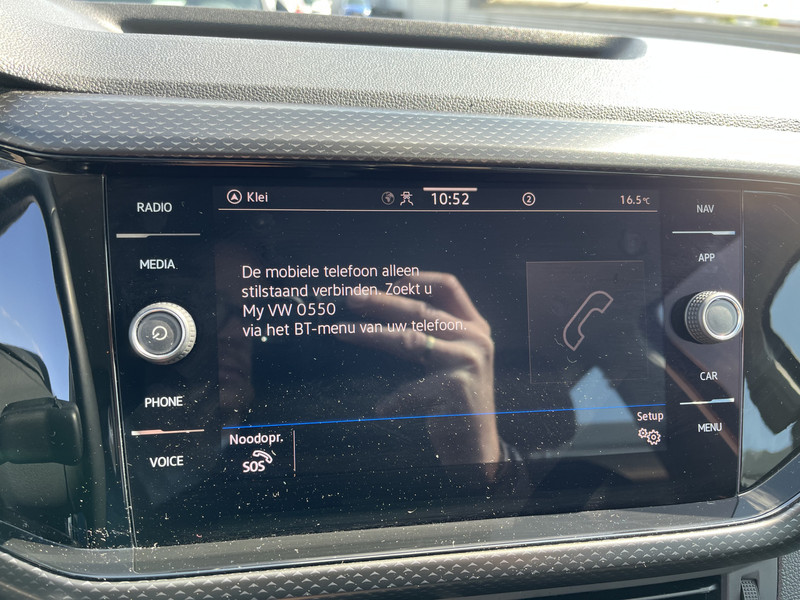 Klei
10:52
2
16.5°C
RADIO
MEDIA
PHONE
VOICE
De mobiele telefoon alleen
stilstaand verbinden. Zoekt u
My VW 0550
via het BT-menu van uw telefoon.
Noodopr.
SOS
Setup
NAV
APP
CAR
MENU